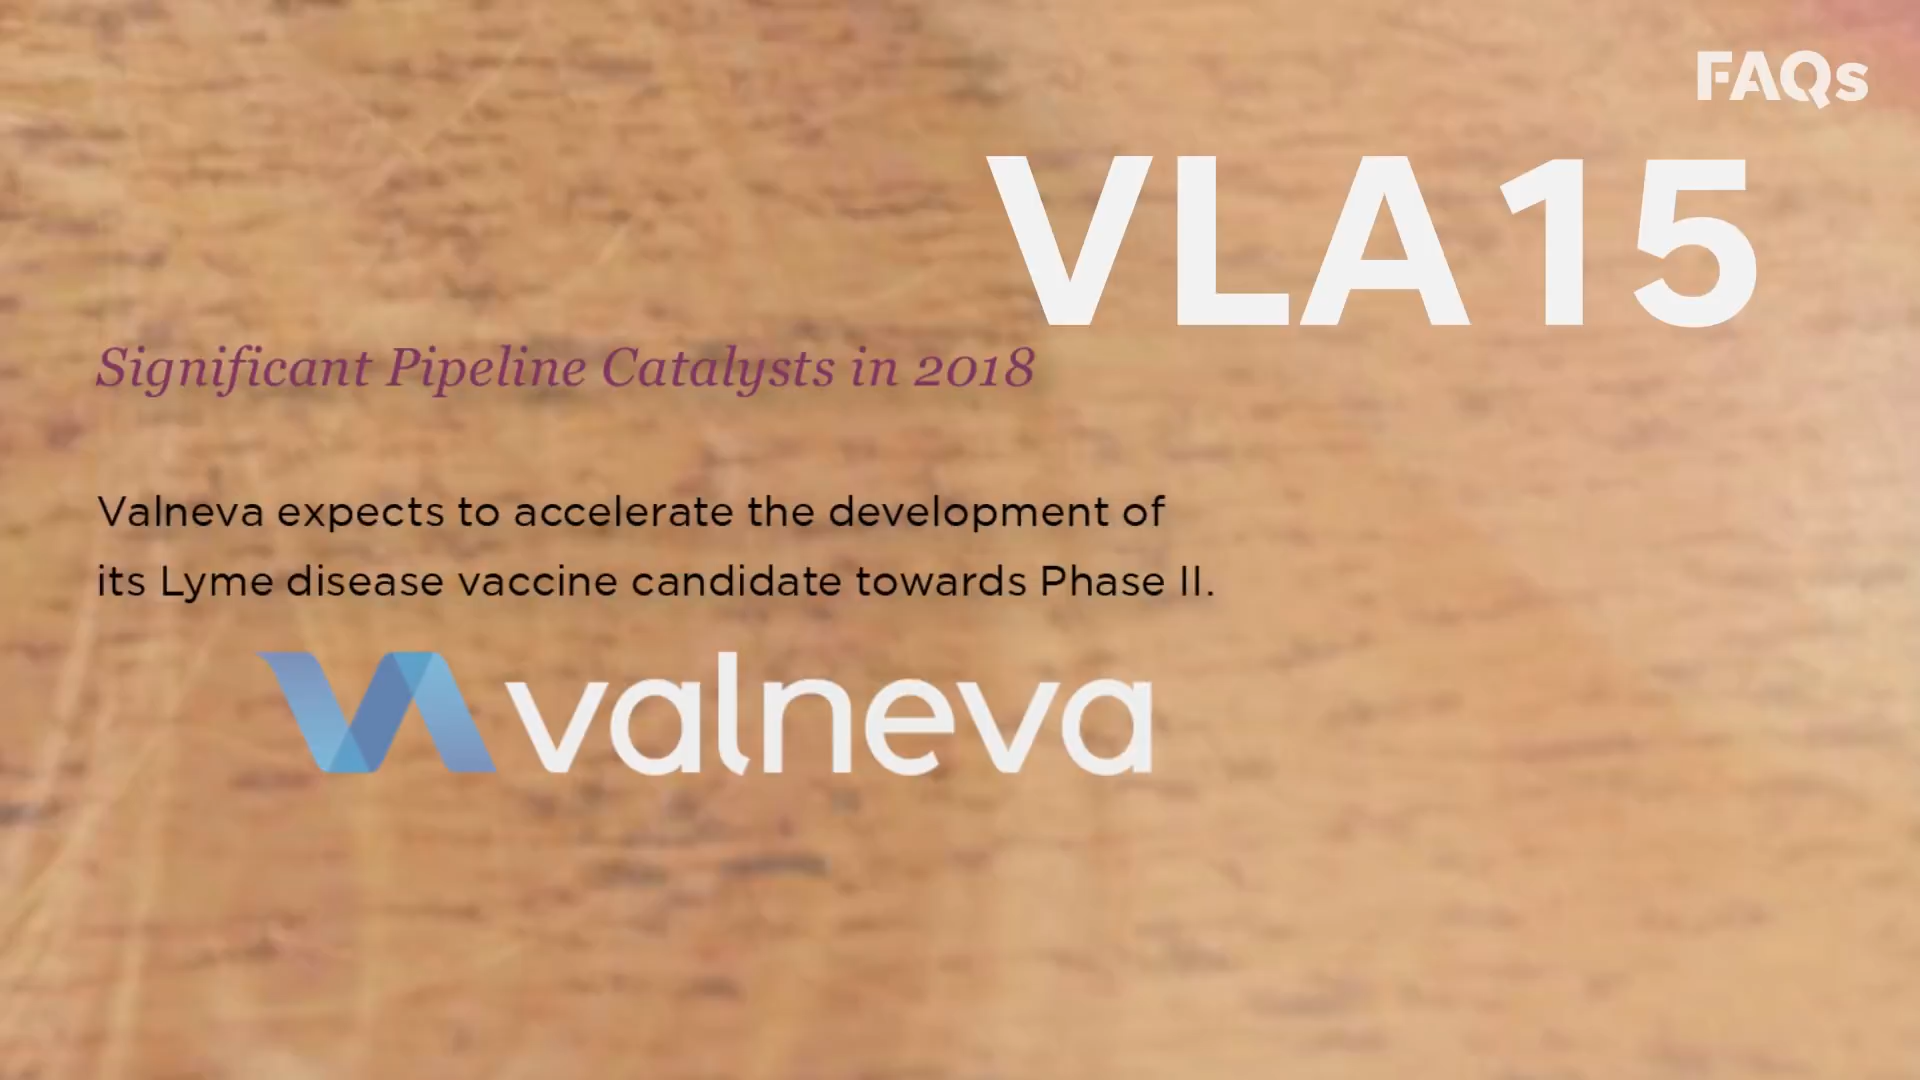 FAQs
VLA15
Significant Pipeline Catalysts in 2018
Valneva expects to accelerate the development of
its Lyme disease vaccine candidate towards Phase II.
valneva